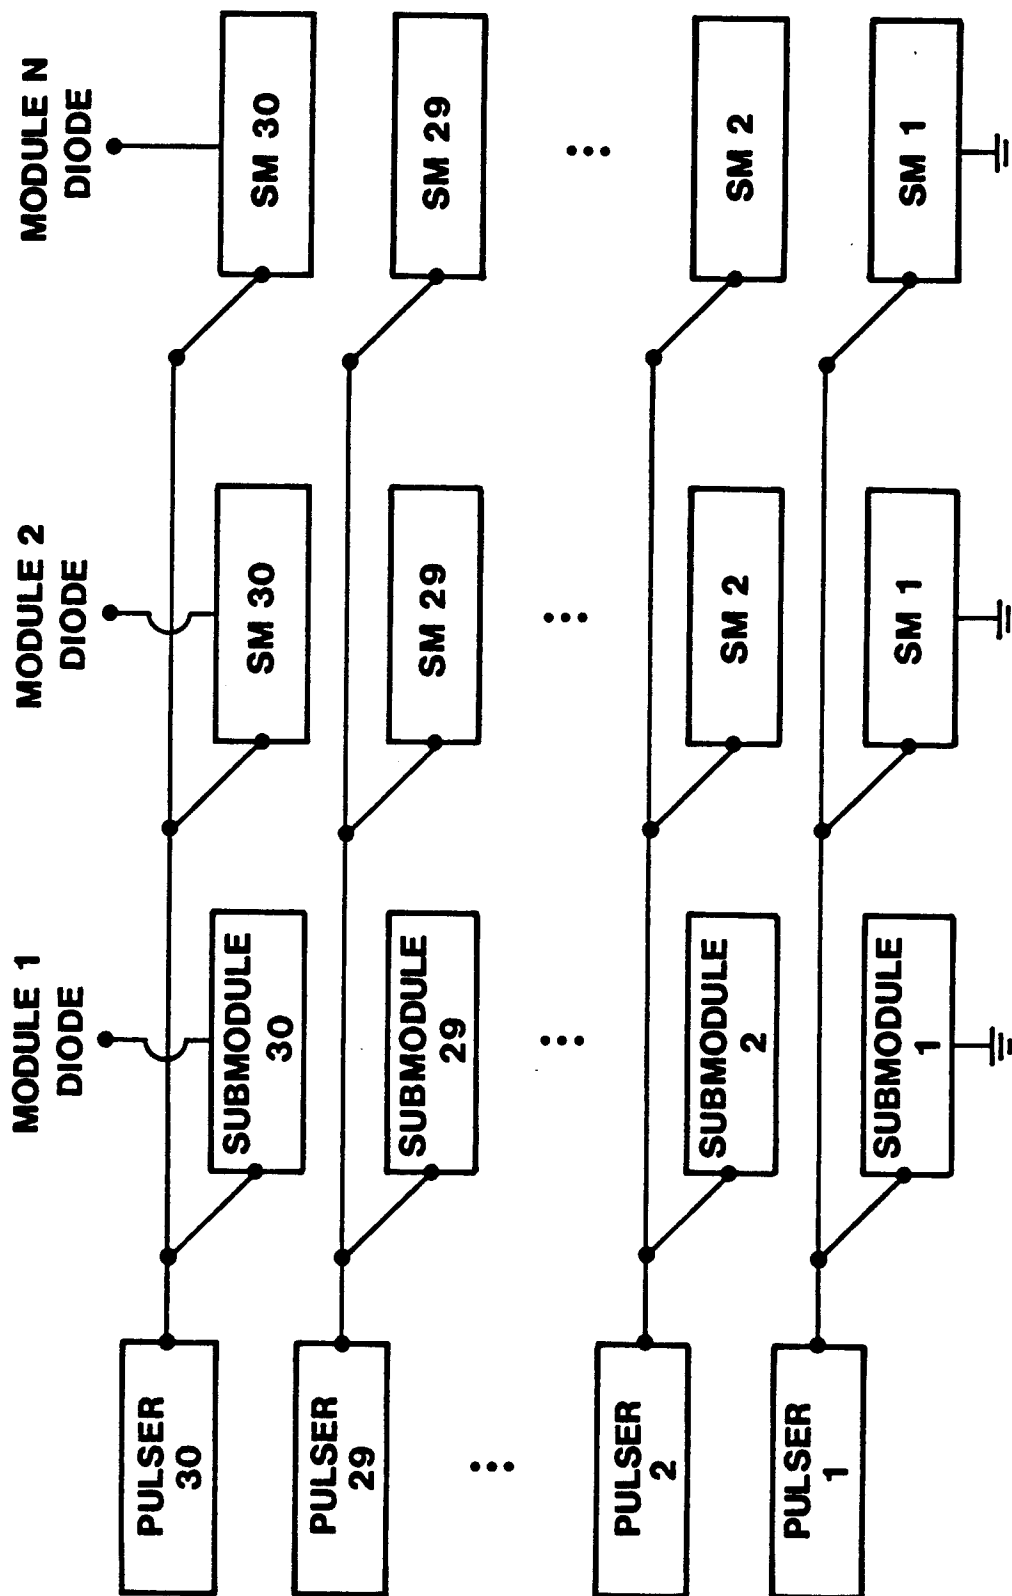 MODULE 1
DIODE
MODULE 2
DIODE
MODULE N
DIODE
PULSER
30
SUBMODULE
30
SM 30
SM 30
PULSER
29
SUBMODULE
29
SM 29
SM 29
PULSER
2
SUBMODULE
2
SM 2
SM 2
PULSER
1
SUBMODULE
1
SM 1
SM 1